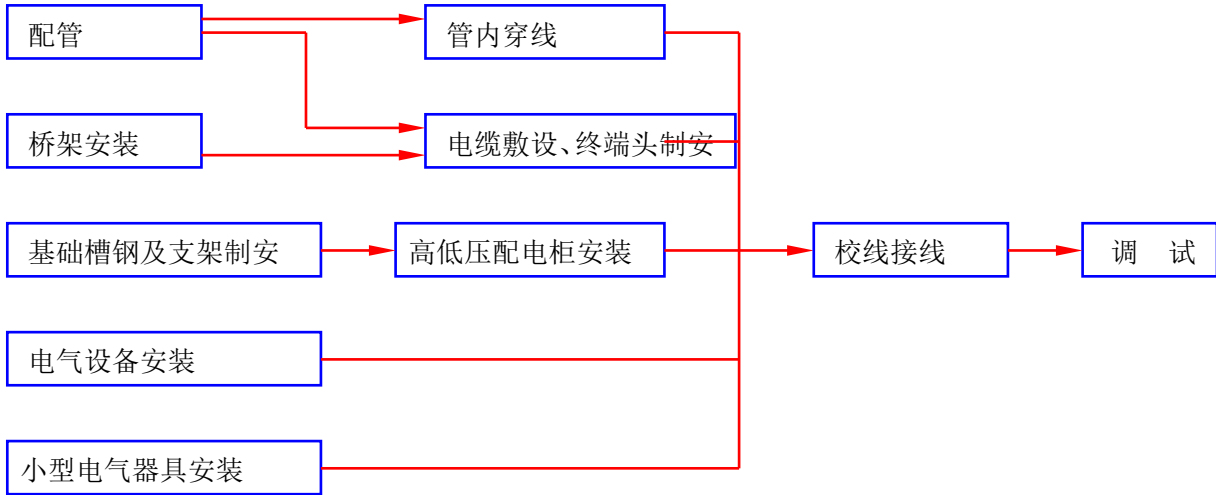 配管
管内穿线
桥架安装
电缆敷设、终端头制安
基础槽钢及支架制安
高低压配电柜安装
校线接线
调　试
电气设备安装
小型电气器具安装